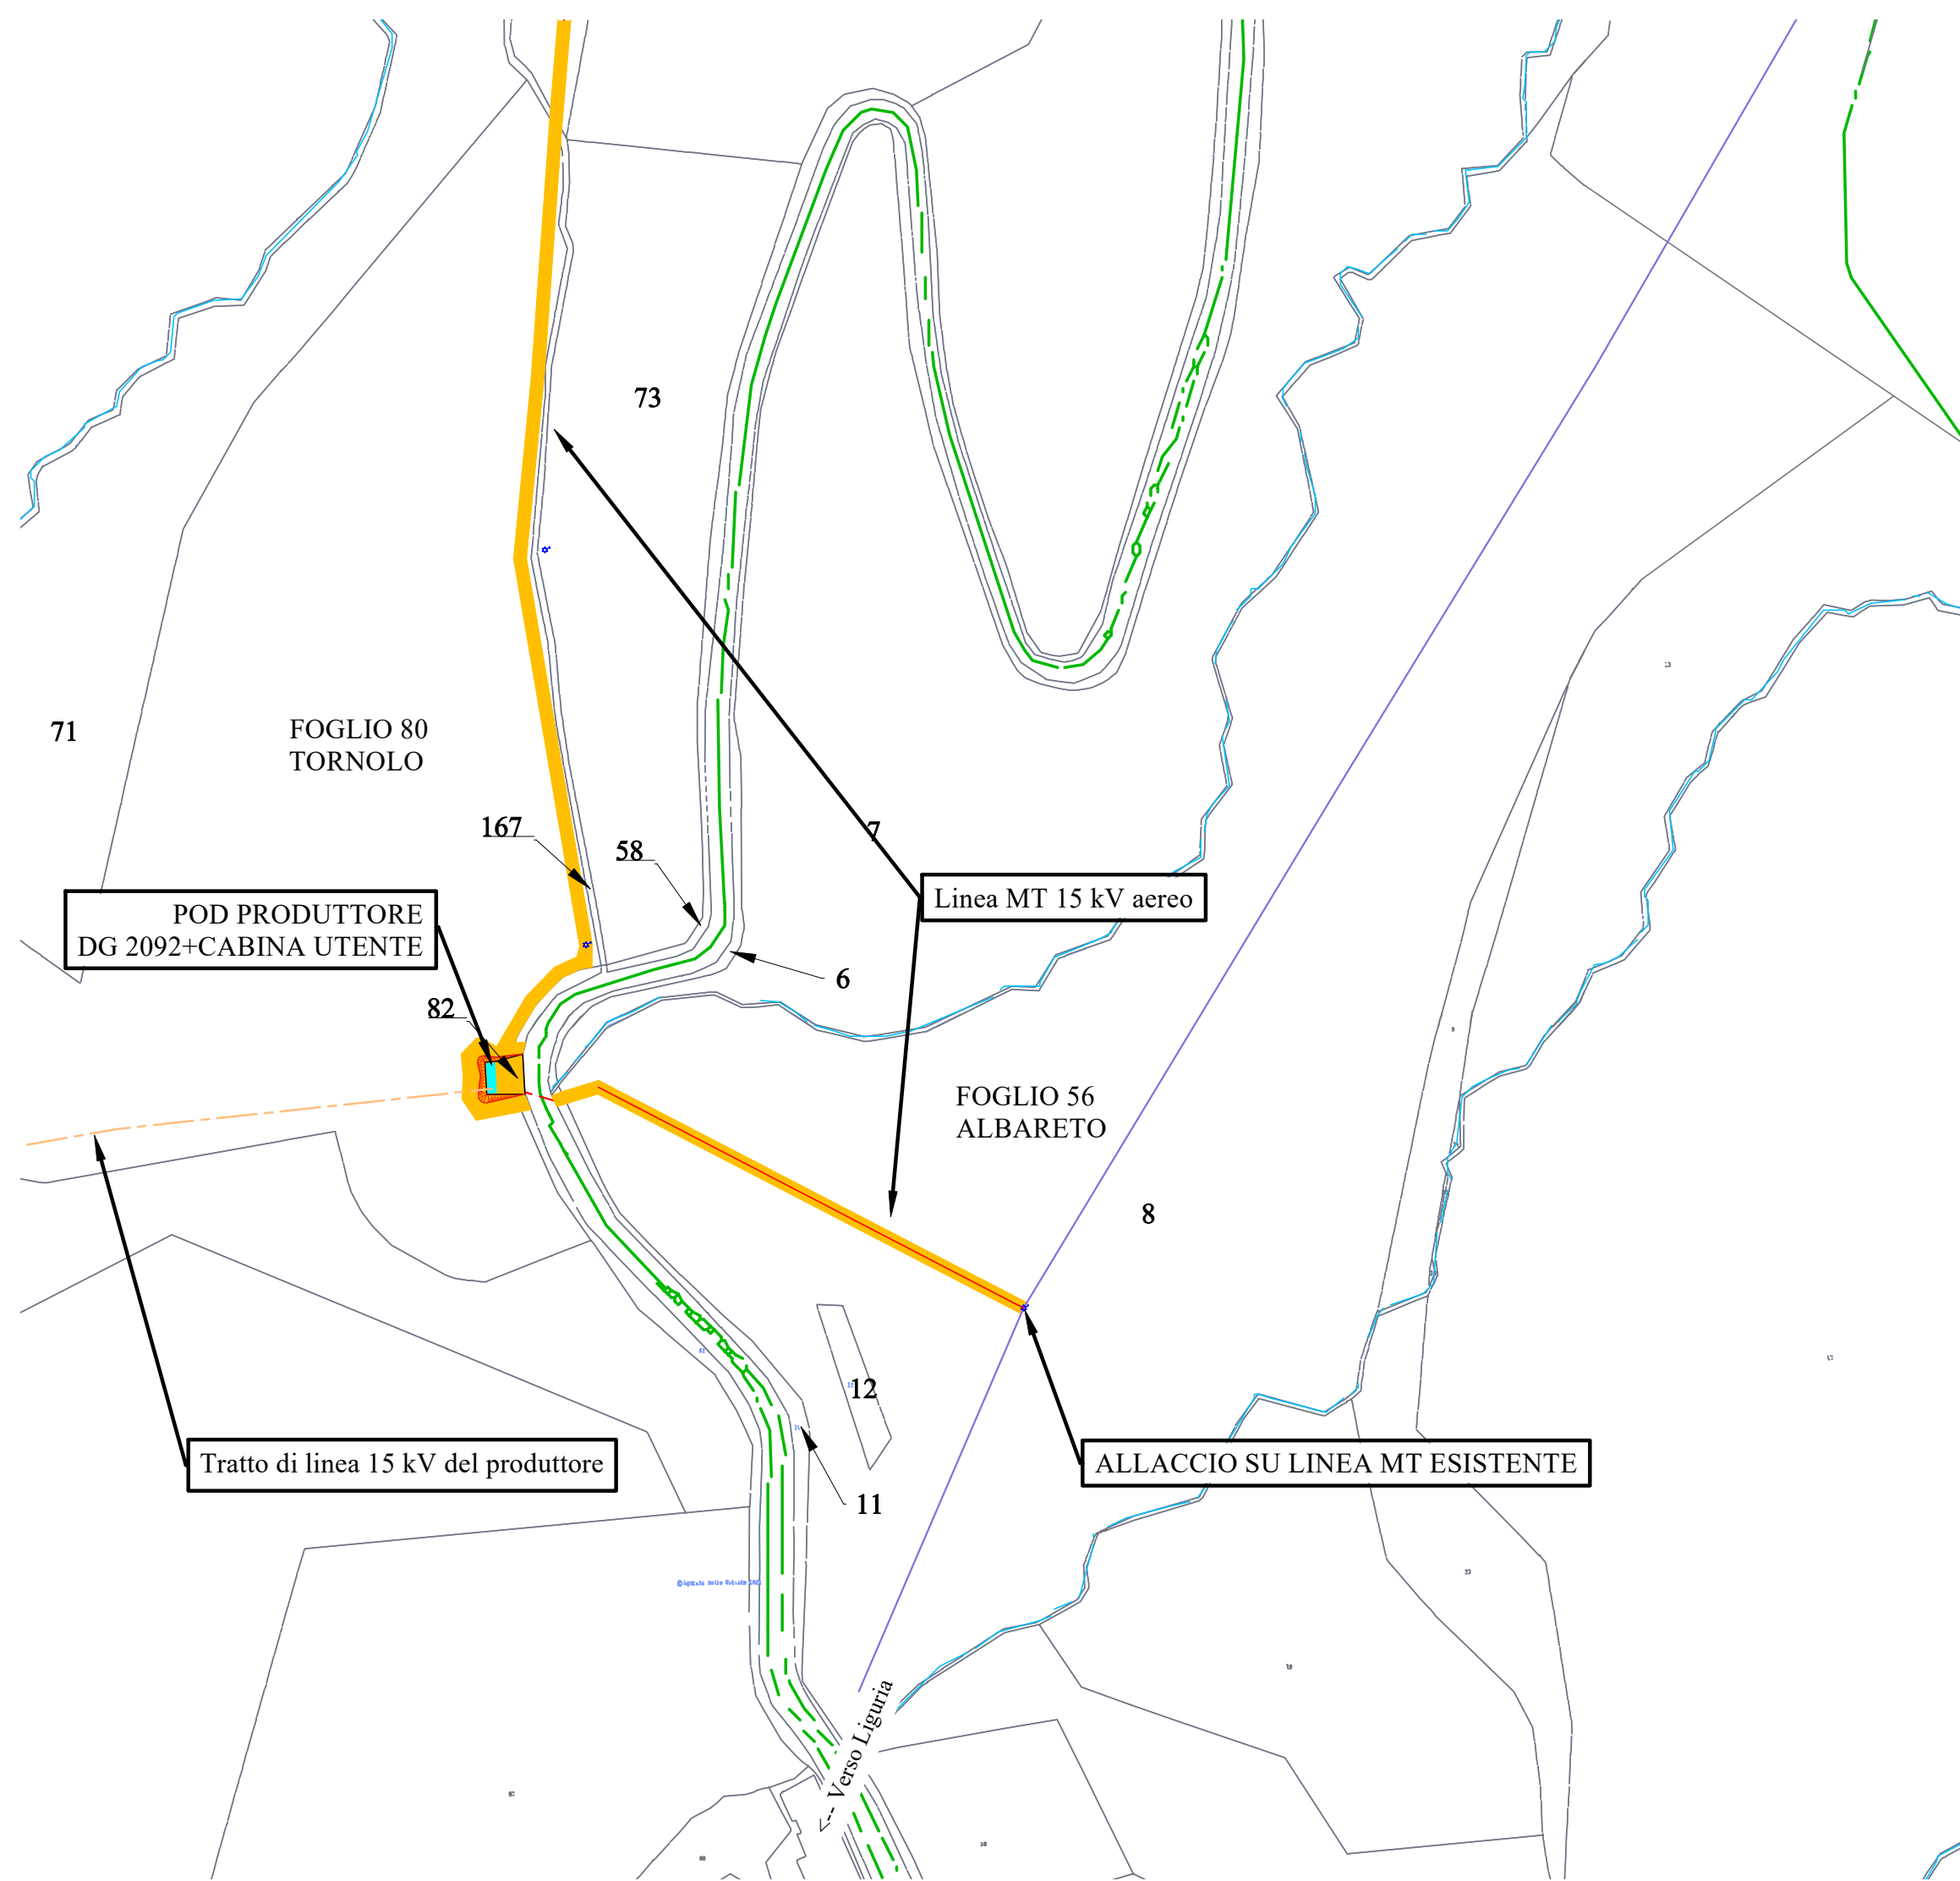 73
71
FOGLIO 80
TORNOLO
167
58
7
Linea MT 15 kV aereo
POD PRODUTTORE
DG 2092+CABINA UTENTE
6
82
FOGLIO 56
ALBARETO
8
12
Tratto di linea 15 kV del produttore
ALLACCIO SU LINEA MT ESISTENTE
11
23
Verso Liguria